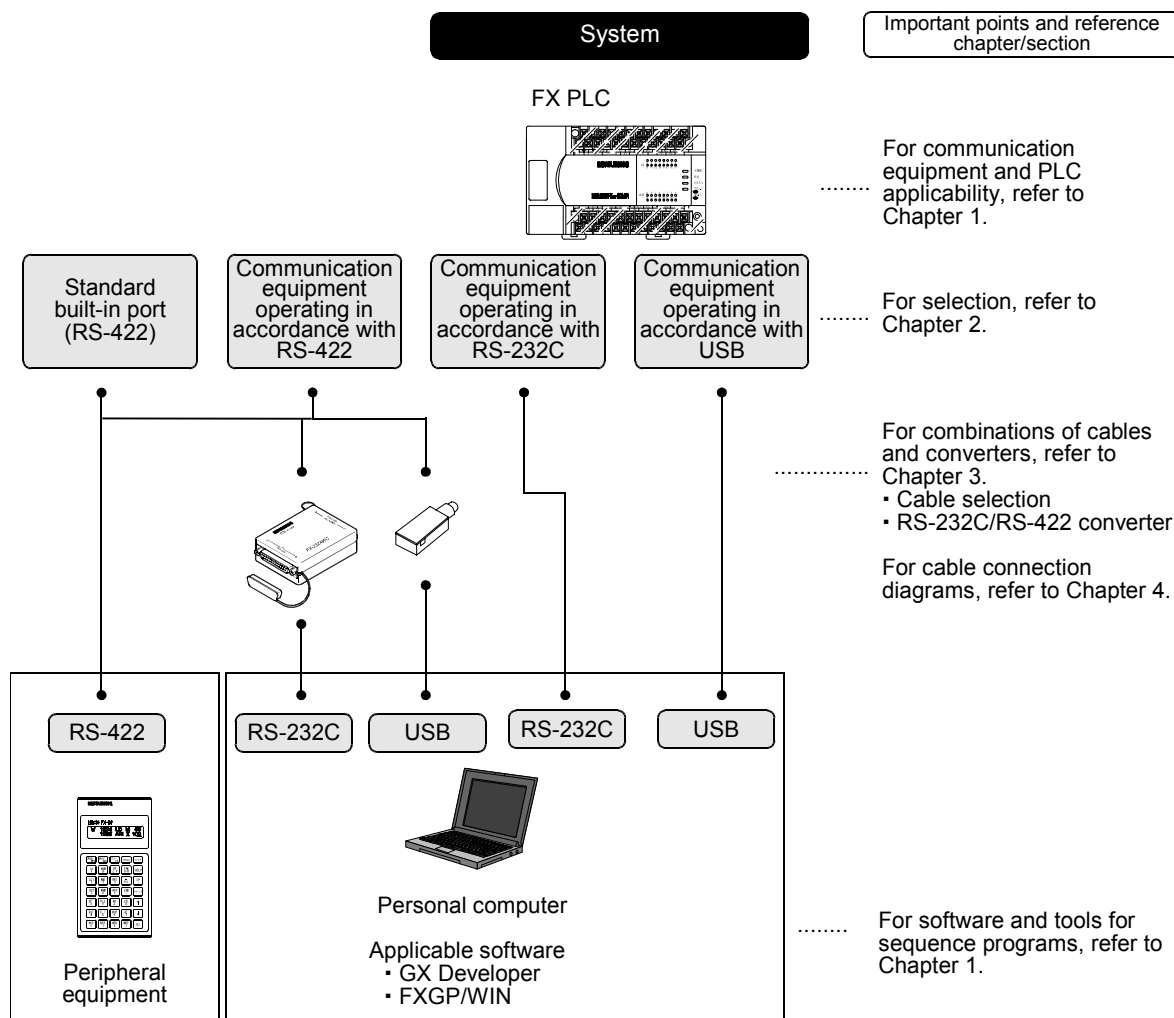 System
Important points and reference
chapter/section
FX PLC
For communication
equipment and PLC
applicability, refer to
Chapter 1.
Standard
built-in port
(RS-422)
Communication
equipment
operating in
accordance with
RS-422
Communication
equipment
operating in
accordance with
RS-232C
Communication
equipment
operating in
accordance with
USB
For selection, refer to
Chapter 2.
For combinations of cables
and converters, refer to
Chapter 3.
・Cable selection
・RS-232C/RS-422 converter
For cable connection
diagrams, refer to Chapter 4.
RS-422
RS-232C
USB
RS-232C
USB
Peripheral
equipment
Personal computer
Applicable software
・GX Developer
・FXGP/WIN
For software and tools for
sequence programs, refer to
Chapter 1.